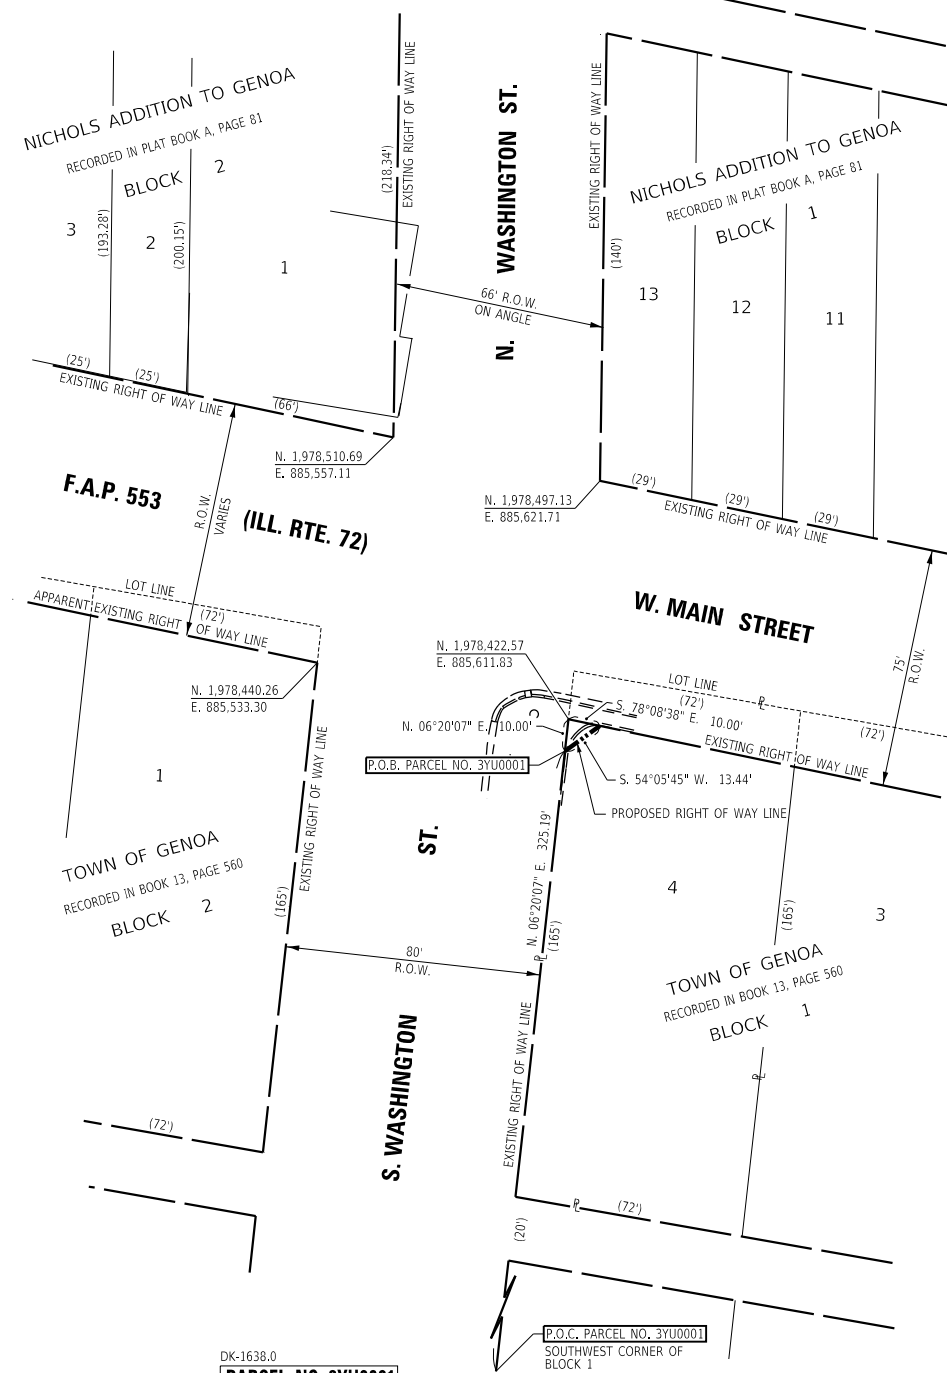 NICHOLS ADDITION TO GENOA
RECORDED IN PLAT BOOK A, PAGE 81
BLOCK 2
3
(193.28')
2
(200.15')
1
(218.34')
EXISTING RIGHT OF WAY LINE
N. WASHINGTON ST.
EXISTING RIGHT OF WAY LINE
(140')
NICHOLS ADDITION TO GENOA
RECORDED IN PLAT BOOK A, PAGE 81
BLOCK 1
13
12
11
66' R.O.W.
ON ANGLE
(25')
(25')
(66')
EXISTING RIGHT OF WAY LINE
N. 1,978,510.69
E. 885,557.11
N. 1,978,497.13
E. 885,621.71
(29')
(29')
(29')
EXISTING RIGHT OF WAY LINE
F.A.P. 553
(ILL. RTE. 72)
R.O.W.
VARIES
W. MAIN STREET
75'
R.O.W.
LOT LINE
(72')
APPARENT EXISTING RIGHT OF WAY LINE
N. 1,978,440.26
E. 885,533.30
N. 1,978,422.57
E. 885,611.83
LOT LINE
(72')
PL
(72')
S. 78°08'38" E. 10.00'
N. 06°20'07" E. 10.00'
C
EXISTING RIGHT OF WAY LINE
P.O.B. PARCEL NO. 3YU0001
S. 54°05'45" W. 13.44'
PROPOSED RIGHT OF WAY LINE
1
EXISTING RIGHT OF WAY LINE
(165')
TOWN OF GENOA
RECORDED IN BOOK 13, PAGE 560
BLOCK 2
S. WASHINGTON ST.
N. 06°20'07" E. 325.19'
(165')
PL
4
(165')
3
80'
R.O.W.
TOWN OF GENOA
RECORDED IN BOOK 13, PAGE 560
BLOCK 1
EXISTING RIGHT OF WAY LINE
PL
(72')
PL
(72')
(20')
P.O.C. PARCEL NO. 3YU0001
SOUTHWEST CORNER OF
BLOCK 1
DK-1638.0
PARCEL NO. 3YU0001